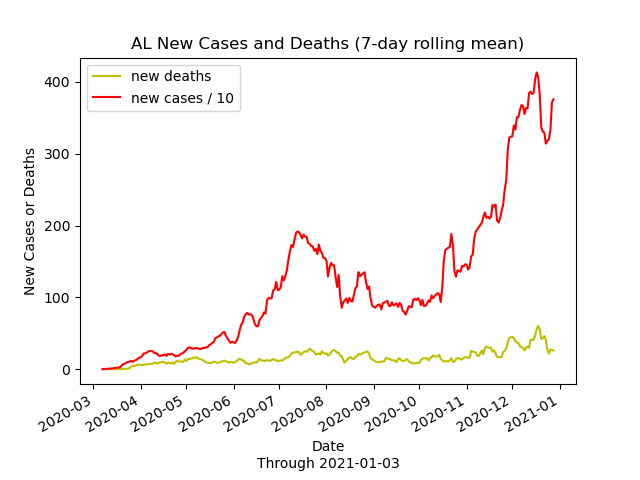 AL New Cases and Deaths (7-day rolling mean)
new deaths
new cases / 10
New Cases or Deaths
400
300
200
100
0
2020-03
2020-04
2020-05
2020-06
2020-07
2020-08
2020-09
2020-10
2020-11
2020-12
2021-01
Date
Through 2021-01-03